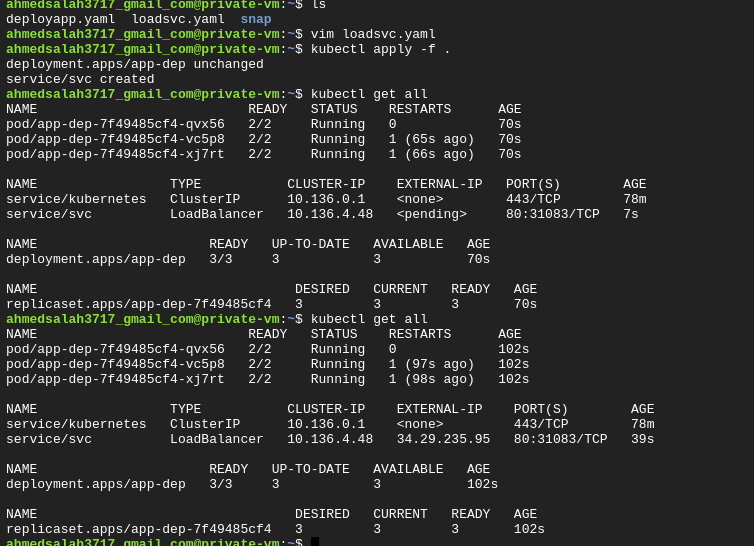 ahmedsalah3717_gmail_com@private-vm:~$ ls
deployapp.yaml  loadsvc.yaml  snap
ahmedsalah3717_gmail_com@private-vm:~$ vim loadsvc.yaml
ahmedsalah3717_gmail_com@private-vm:~$ kubectl apply -f .
deployment.apps/app-dep unchanged
service/svc created
ahmedsalah3717_gmail_com@private-vm:~$ kubectl get all
NAME                           READY   STATUS    RESTARTS      AGE
pod/app-dep-7f49485cf4-qvx56   2/2     Running   0             70s
pod/app-dep-7f49485cf4-vc5p8   2/2     Running   1 (65s ago)   70s
pod/app-dep-7f49485cf4-xj7rt   2/2     Running   1 (66s ago)   70s

NAME                 TYPE           CLUSTER-IP    EXTERNAL-IP   PORT(S)        AGE
service/kubernetes   ClusterIP      10.136.0.1    <none>        443/TCP        78m
service/svc          LoadBalancer   10.136.4.48   <pending>     80:31083/TCP   7s

NAME                      READY   UP-TO-DATE   AVAILABLE   AGE
deployment.apps/app-dep   3/3     3            3           70s

NAME                                 DESIRED   CURRENT   READY   AGE
replicaset.apps/app-dep-7f49485cf4   3         3         3       70s
ahmedsalah3717_gmail_com@private-vm:~$ kubectl get all
NAME                           READY   STATUS    RESTARTS      AGE
pod/app-dep-7f49485cf4-qvx56   2/2     Running   0             102s
pod/app-dep-7f49485cf4-vc5p8   2/2     Running   1 (97s ago)   102s
pod/app-dep-7f49485cf4-xj7rt   2/2     Running   1 (98s ago)   102s

NAME                 TYPE           CLUSTER-IP    EXTERNAL-IP    PORT(S)        AGE
service/kubernetes   ClusterIP      10.136.0.1    <none>         443/TCP        78m
service/svc          LoadBalancer   10.136.4.48   34.29.235.95   80:31083/TCP   39s

NAME                      READY   UP-TO-DATE   AVAILABLE   AGE
deployment.apps/app-dep   3/3     3            3           102s

NAME                                 DESIRED   CURRENT   READY   AGE
replicaset.apps/app-dep-7f49485cf4   3         3         3       102s
ahmedsalah3717_gmail_com@private-vm:~$